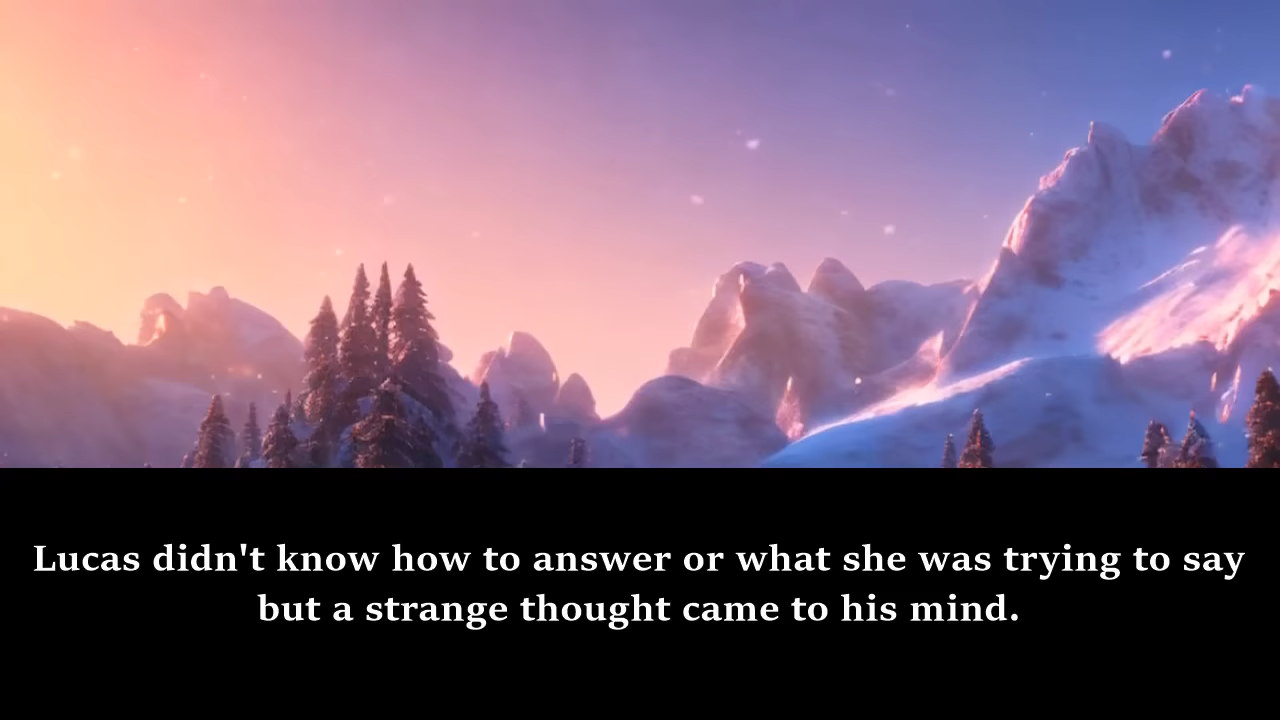 Lucas didn't know how to answer or what she was trying to say
but a strange thought came to his mind.